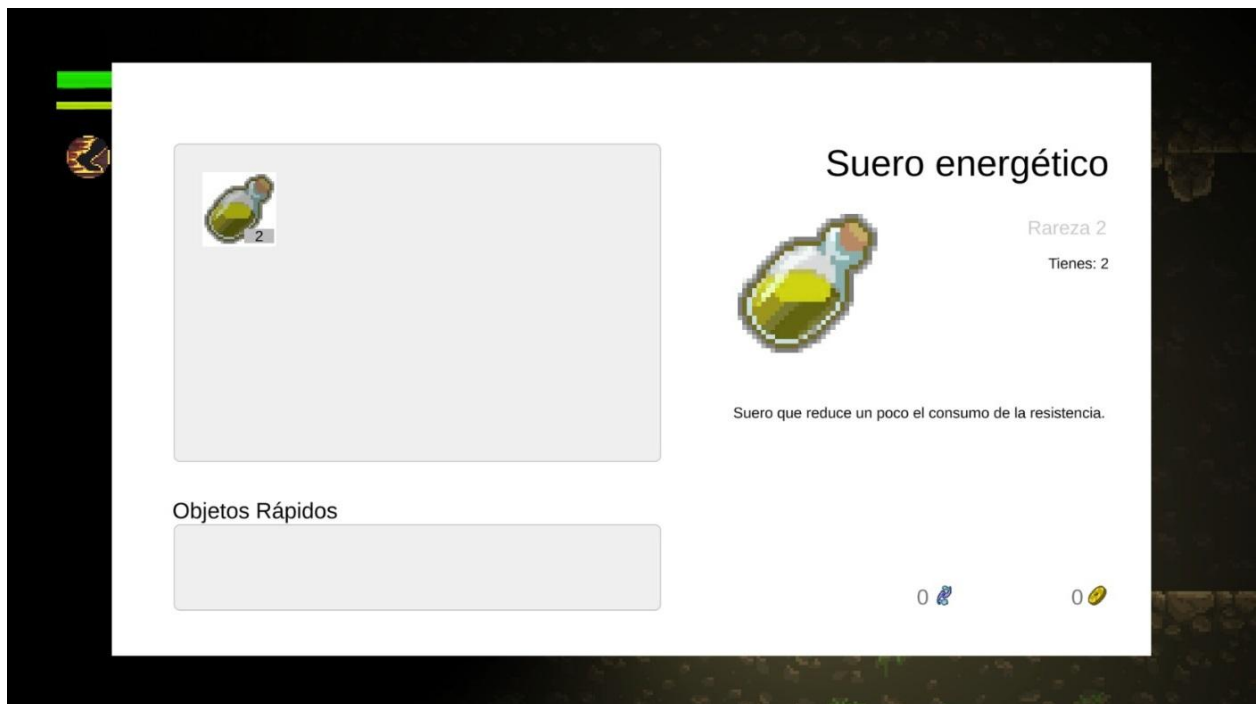 2
Objetos Rápidos
Suero energético
Rareza 2
Tienes: 2
Suero que reduce un poco el consumo de la resistencia.
0
0